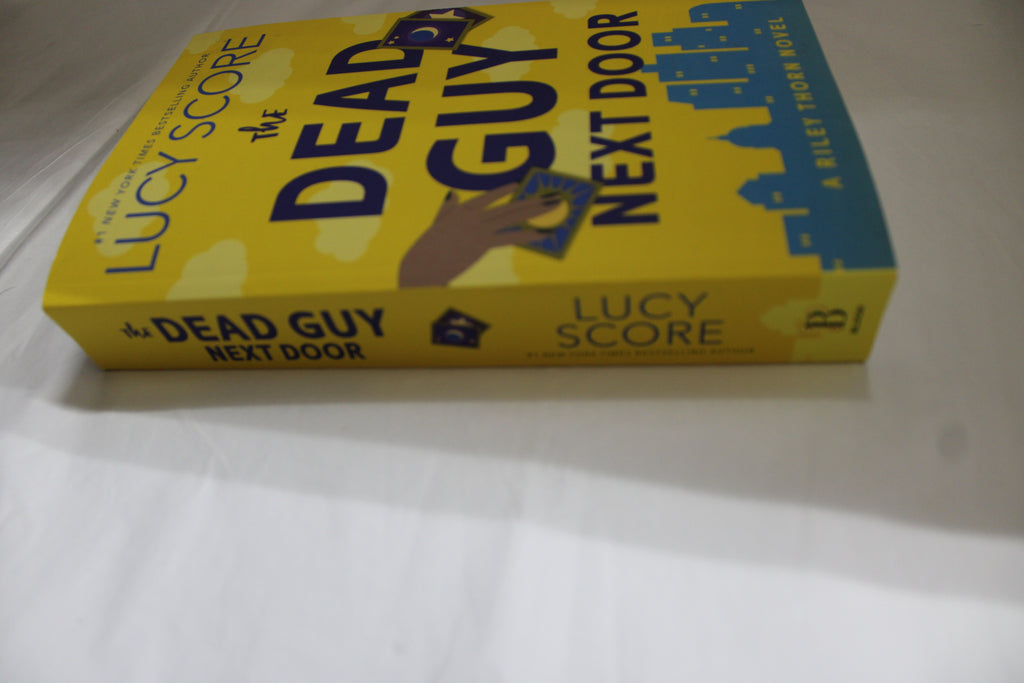 #1 NEW YORK TIMES BESTSELLING AUTHOR
LUCY SCORE
the
DEAD
GUY
NEXT DOOR
A RILEY THORN NOVEL
the DEAD GUY
NEXT DOOR
LUCY
SCORE
#1 NEW YORK TIMES BESTSELLING AUTHOR
B